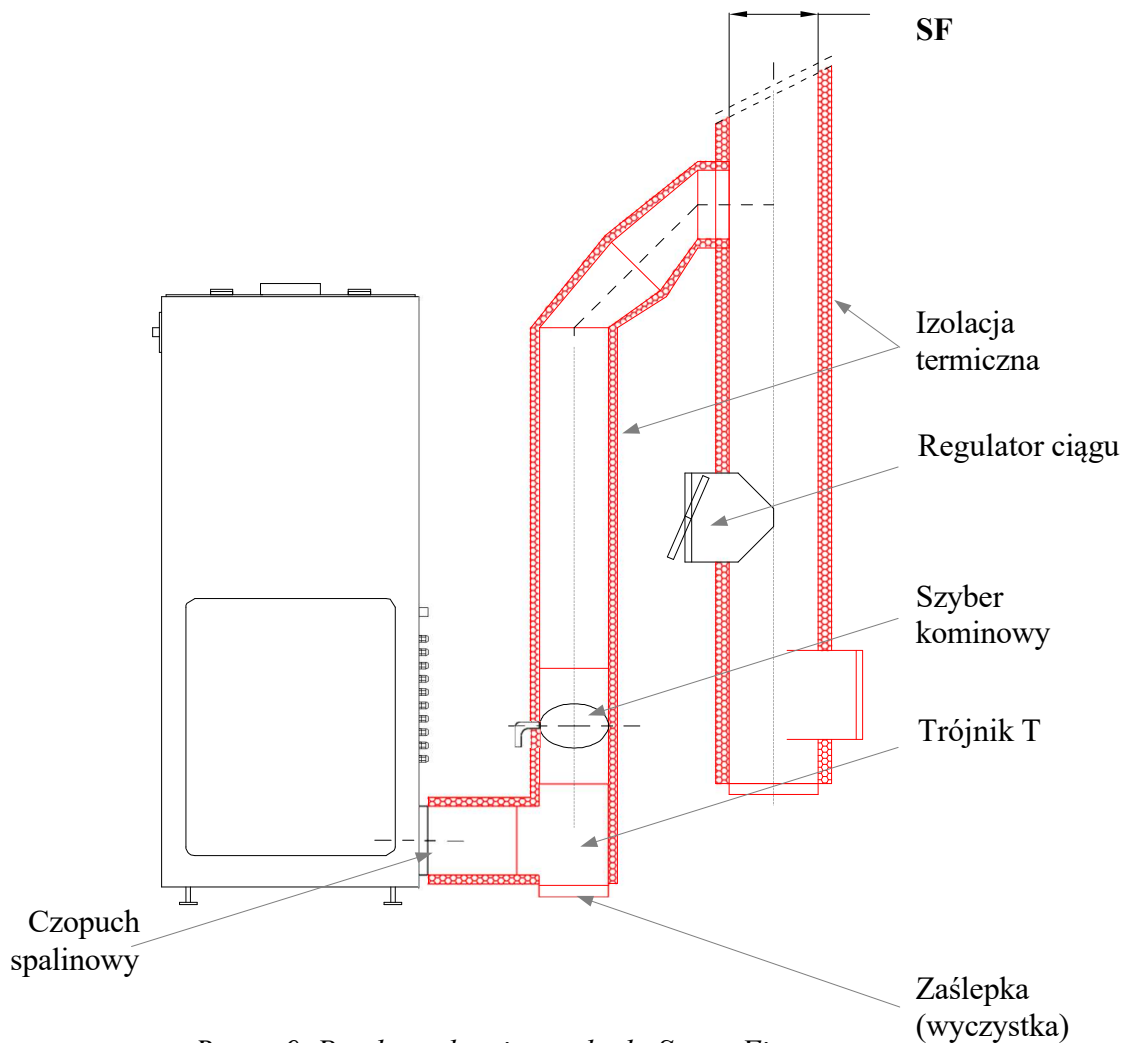 SF
Izolacja
termiczna
Regulator ciągu
Szyber
kominowy
Trójnik T
Czopuch
spalinowy
Zaślepka
(wyczystka)